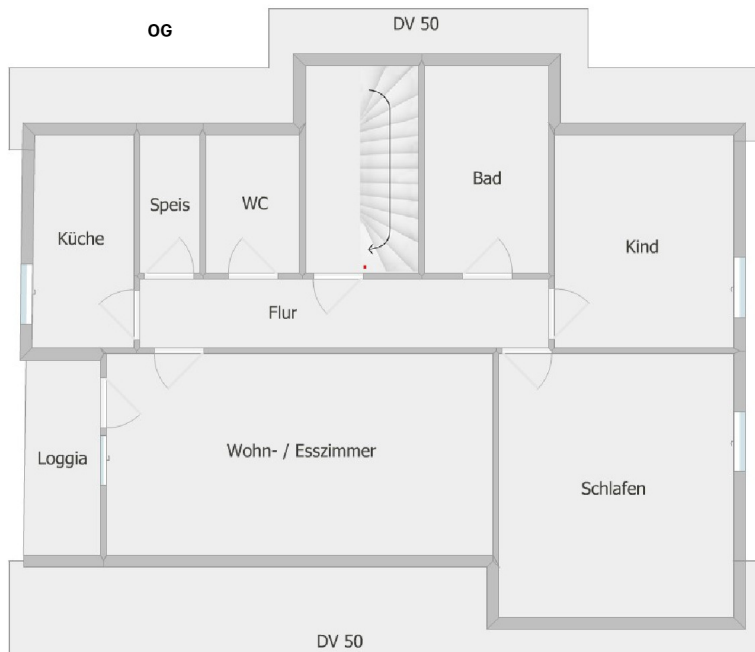 OG
DV 50
Küche
Speis
WC
Bad
Kind
Flur
Loggia
Wohn- / Esszimmer
Schlafen
DV 50